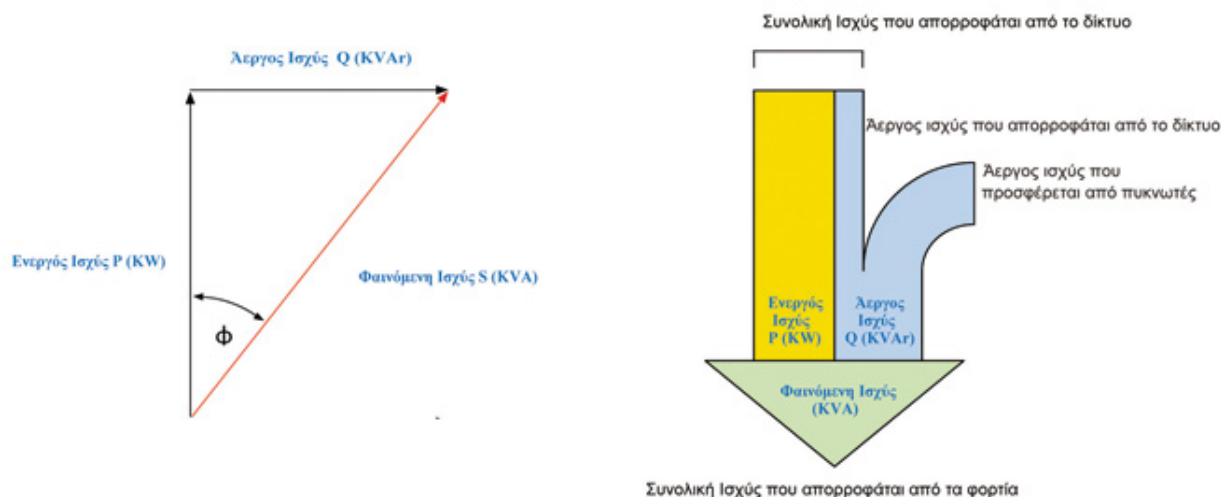 Άεργος Ισχύς Q (KVAr)
Ενεργός Ισχύς P (KW)
Φαινόμενη Ισχύς S (KVA)
ϕ
Συνολική Ισχύς που απορροφάται από το δίκτυο
Άεργος ισχύς που απορροφάται από το δίκτυο
Άεργος ισχύς που
προσφέρεται από πυκνωτές
Ενεργός
Ισχύς
P (KW)
Άεργος
Ισχύς
Q (KVAr)
Φαινόμενη Ισχύς
(KVA)
Συνολική Ισχύς που απορροφάται από τα φορτία